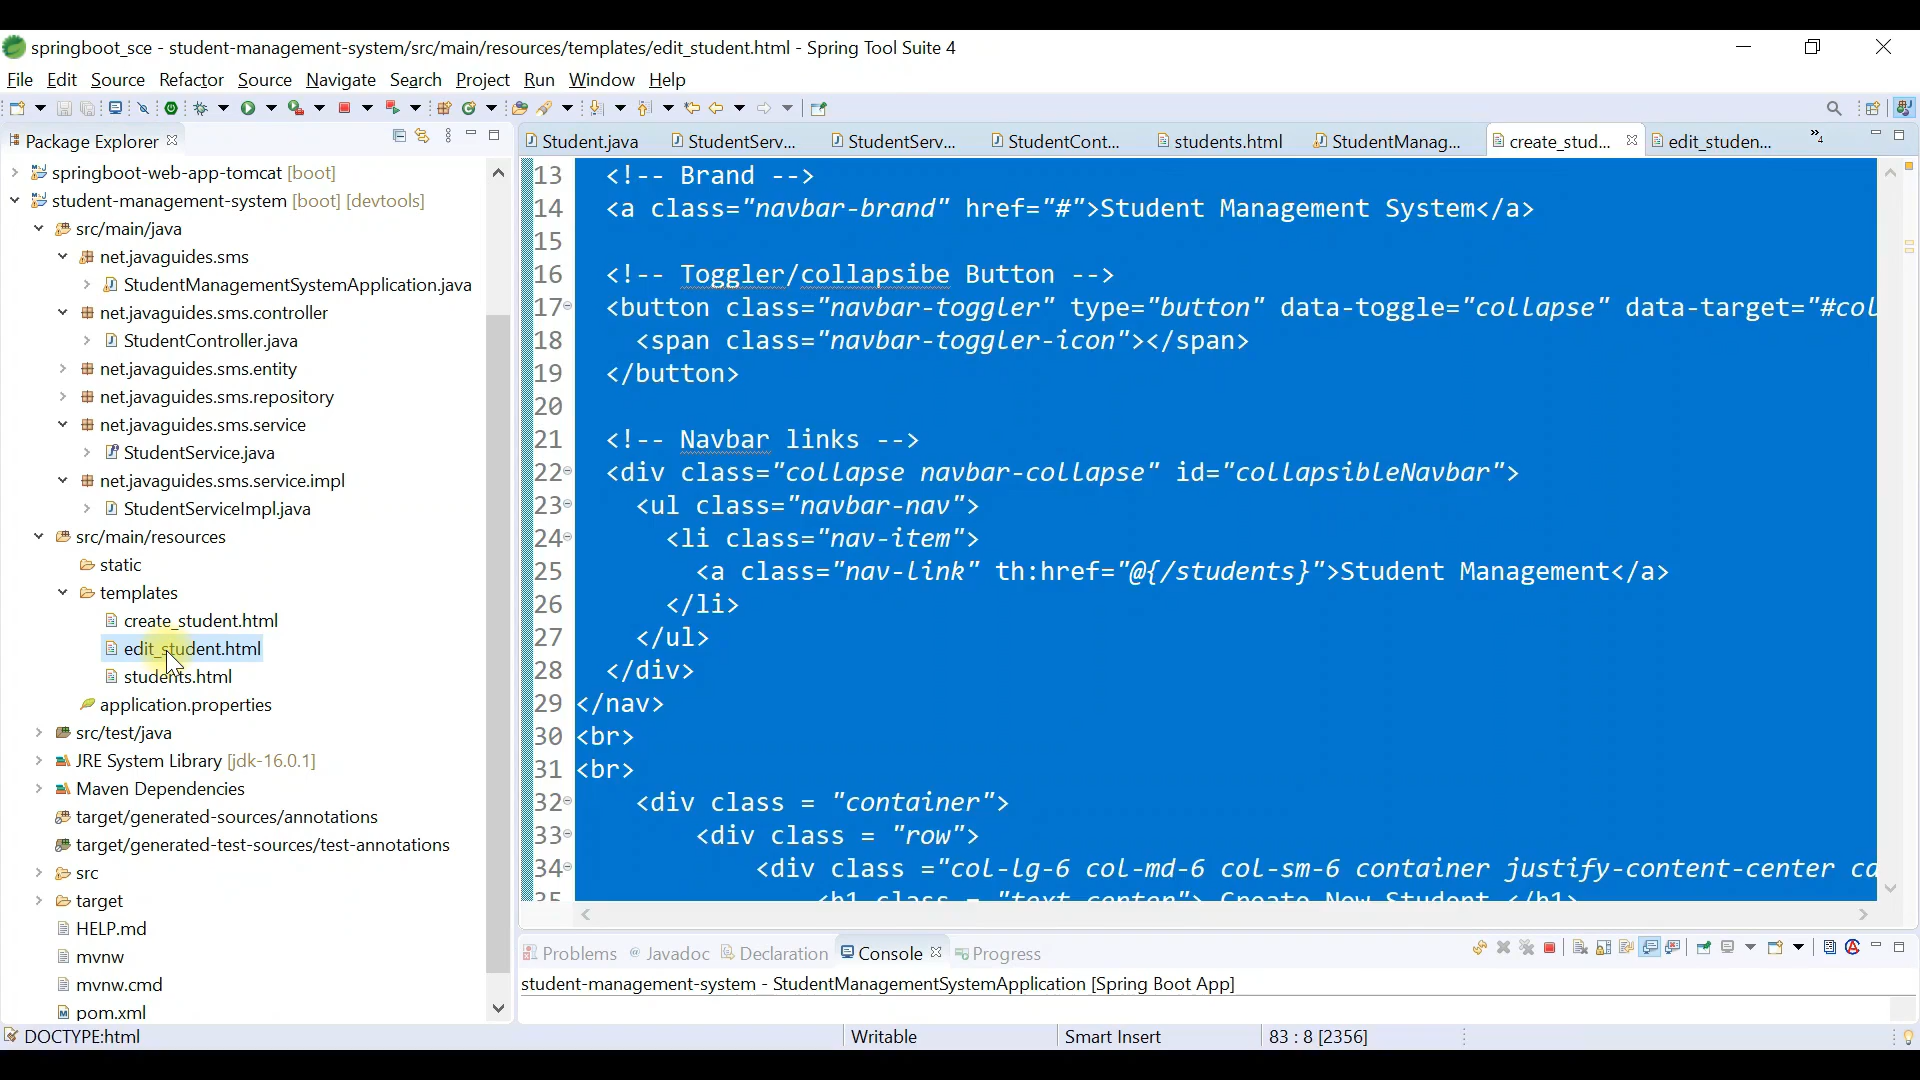 springboot_sce - student-management-system/src/main/resources/templates/edit_student.html - Spring Tool Suite 4
File Edit Source Refactor Source Navigate Search Project Run Window Help
Package Explorer
springboot-web-app-tomcat [boot]
student-management-system [boot] [devtools]
src/main/java
net.javaguides.sms
StudentManagementSystemApplication.java
net.javaguides.sms.controller
StudentController.java
net.javaguides.sms.entity
net.javaguides.sms.repository
net.javaguides.sms.service
StudentService.java
net.javaguides.sms.service.impl
StudentServiceImpl.java
src/main/resources
static
templates
create_student.html
edit_student.html
students.html
application.properties
src/test/java
JRE System Library [jdk-16.0.1]
Maven Dependencies
target/generated-sources/annotations
target/generated-test-sources/test-annotations
src
target
HELP.md
mvnw
mvnw.cmd
pom.xml
Student.java StudentServ... StudentServ... StudentCont... students.html StudentManag... create_stud... edit_studen... »4
13 <!-- Brand -->
14 <a class="navbar-brand" href="#">Student Management System</a>
15
16 <!-- Toggler/collapsibe Button -->
17 <button class="navbar-toggler" type="button" data-toggle="collapse" data-target="#col
18 <span class="navbar-toggler-icon"></span>
19 </button>
20
21 <!-- Navbar links -->
22 <div class="collapse navbar-collapse" id="collapsibleNavbar">
23 <ul class="navbar-nav">
24 <li class="nav-item">
25 <a class="nav-link" th:href="@{/students}">Student Management</a>
26 </li>
27 </ul>
28 </div>
29 </nav>
30 <br>
31 <br>
32 <div class = "container">
33 <div class = "row">
34 <div class ="col-lg-6 col-md-6 col-sm-6 container justify-content-center ca
35 <h1 class = "text-center"> Create New Student </h1>
Problems Javadoc Declaration Console Progress
student-management-system - StudentManagementSystemApplication [Spring Boot App]
DOCTYPE:html Writable Smart Insert 83 : 8 [2356]